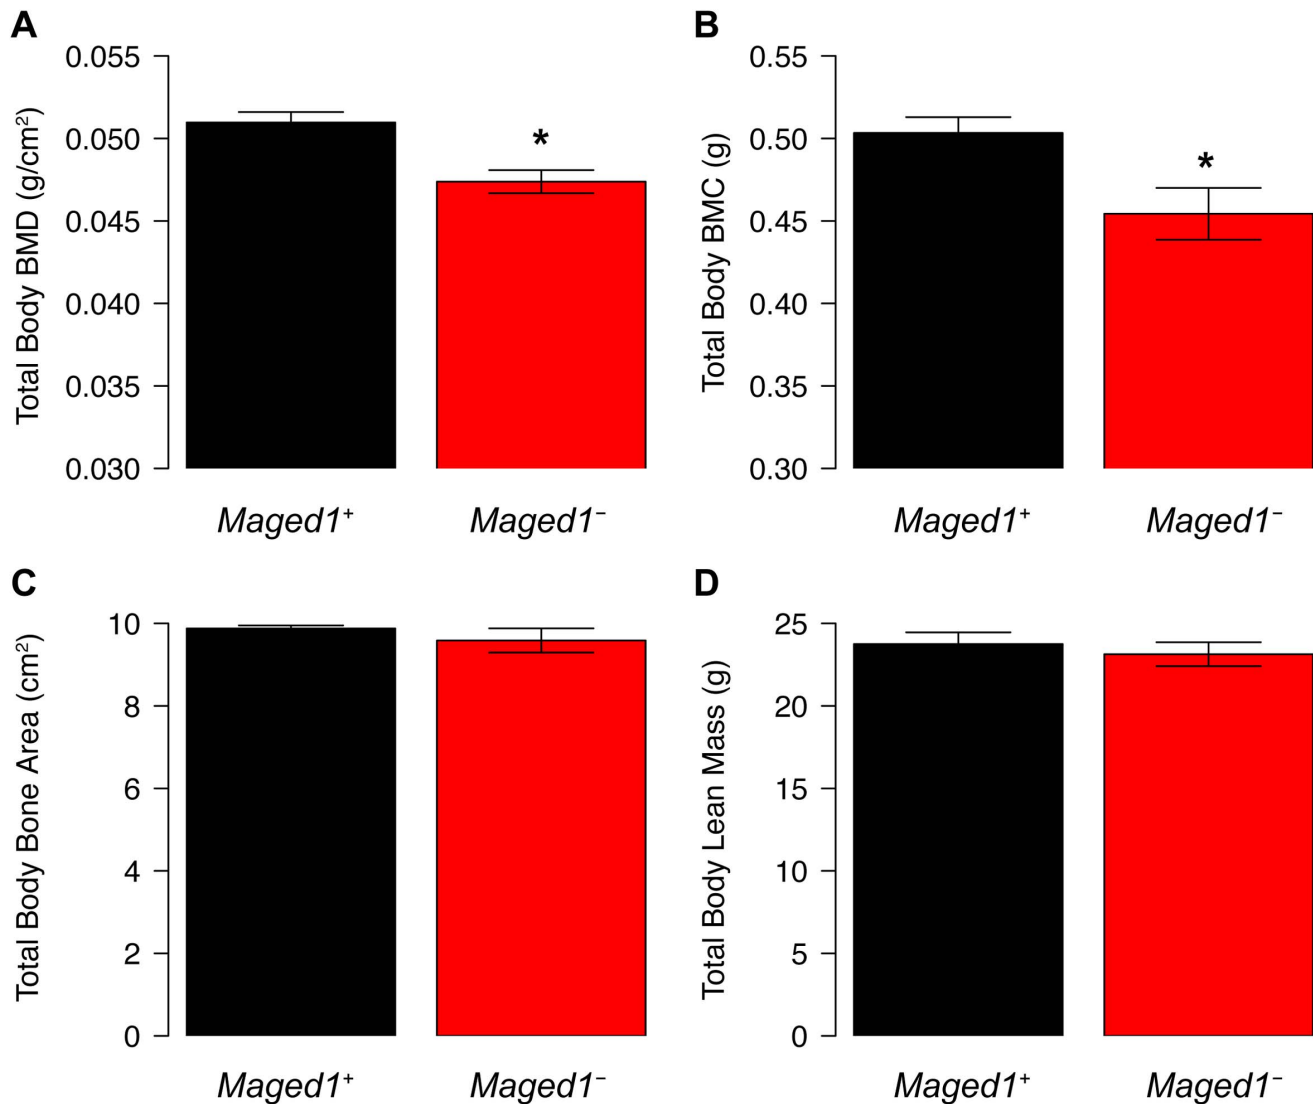 A
Total Body BMD (g/cm²)
0.055
0.050
0.045
0.040
0.035
0.030
*
Maged1⁺
Maged1⁻
B
Total Body BMC (g)
0.55
0.50
0.45
0.40
0.35
0.30
*
Maged1⁺
Maged1⁻
C
Total Body Bone Area (cm²)
10
8
6
4
2
0
Maged1⁺
Maged1⁻
D
Total Body Lean Mass (g)
25
20
15
10
5
0
Maged1⁺
Maged1⁻